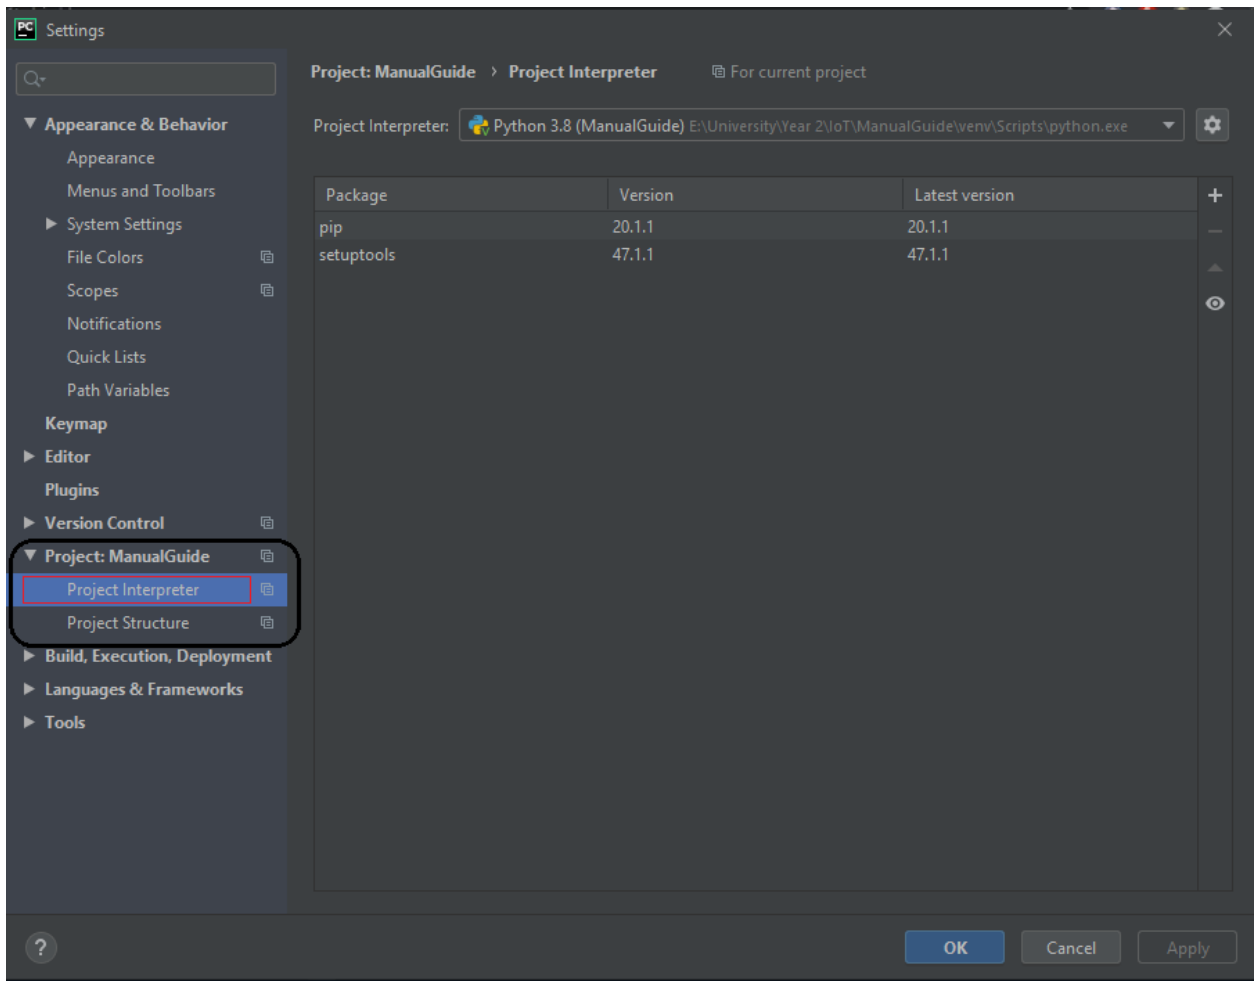 PC Settings
Project: ManualGuide › Project Interpreter For current project
Appearance & Behavior
Appearance
Menus and Toolbars
System Settings
File Colors
Scopes
Notifications
Quick Lists
Path Variables
Keymap
Editor
Plugins
Version Control
Project: ManualGuide
Project Interpreter
Project Structure
Build, Execution, Deployment
Languages & Frameworks
Tools
Project Interpreter: Python 3.8 (ManualGuide) E:\University\Year 2\IoT\ManualGuide\venv\Scripts\python.exe
Package Version Latest version
pip 20.1.1 20.1.1
setuptools 47.1.1 47.1.1
? OK Cancel Apply